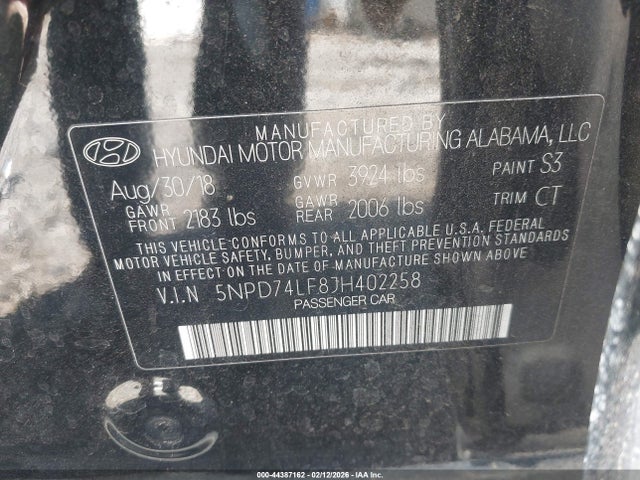 MANUFACTURED BY
HYUNDAI MOTOR MANUFACTURING ALABAMA, LLC
Aug/30/18 GVWR 3924 lbs PAINT S3
GAWR FRONT 2183 lbs GAWR REAR 2006 lbs TRIM CT
THIS VEHICLE CONFORMS TO ALL APPLICABLE U.S.A. FEDERAL
MOTOR VEHICLE SAFETY, BUMPER, AND THEFT PREVENTION STANDARDS
IN EFFECT ON THE DATE OF MANUFACTURE SHOWN ABOVE.
V.I.N 5NPD74LF8JH402258
PASSENGER CAR
000-44387162 - 02/12/2026 - IAA Inc.